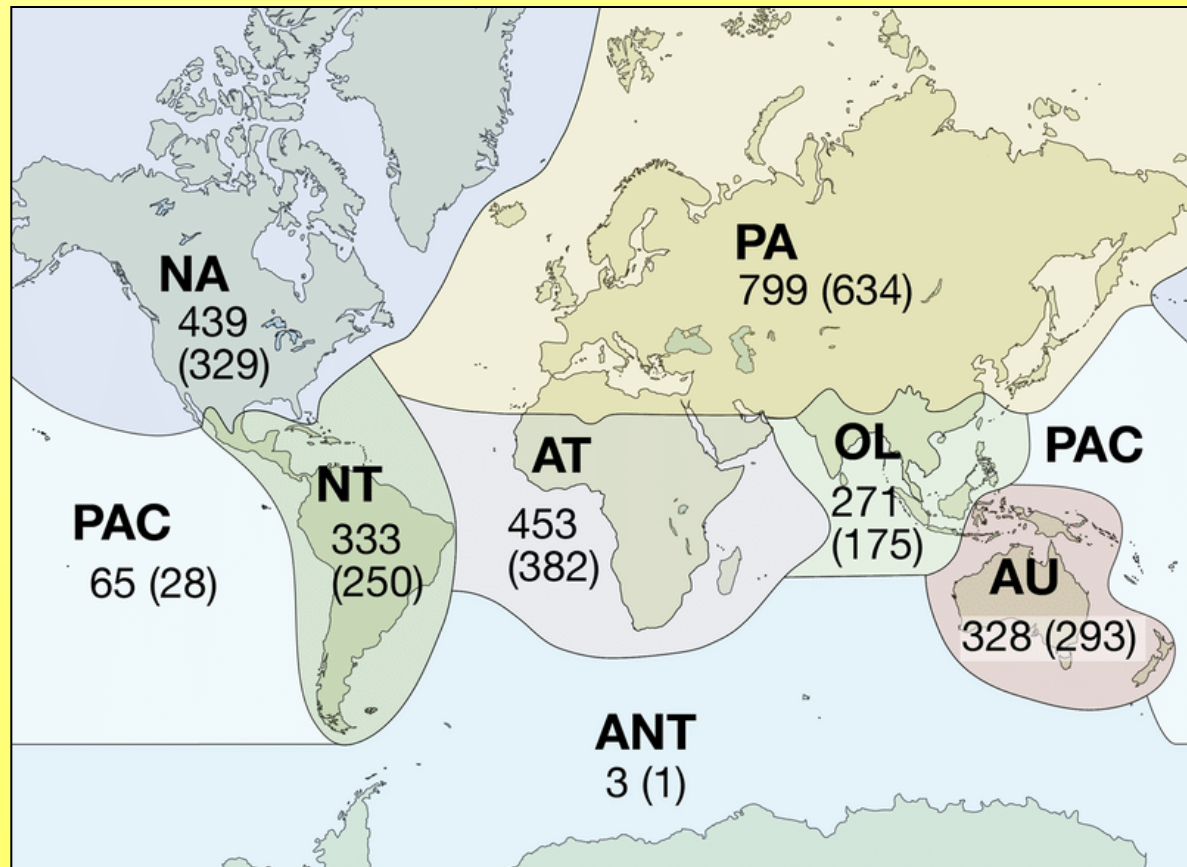 NA
439
(329)
PA
799 (634)
NT
333
(250)
AT
453
(382)
OL
271
(175)
PAC
PAC
65 (28)
AU
328 (293)
ANT
3 (1)